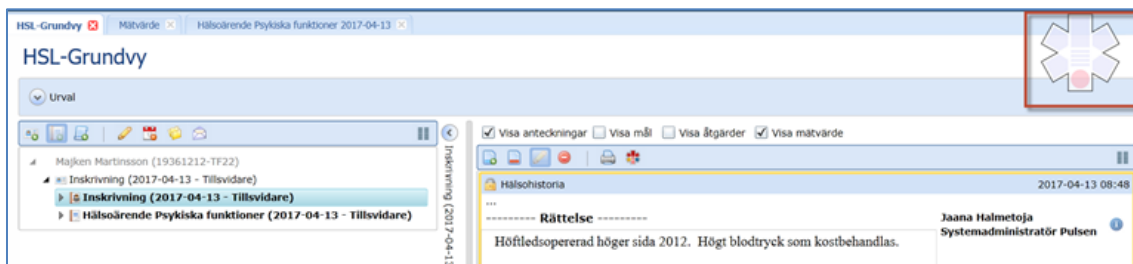 HSL-Grundvy Mätvärde Hälsoärende Psykiska funktioner 2017-04-13
HSL-Grundvy
Urval
Visa anteckningar Visa mål Visa åtgärder Visa mätvärde
Majken Martinsson (19361212-TF22)
Inskrivning (2017-04-13 - Tillsvidare)
Inskrivning (2017-04-13 - Tillsvidare)
Hälsoärende Psykiska funktioner (2017-04-13 - Tillsvidare)
Inskrivning (2017-04-13
Hälsohistoria 2017-04-13 08:48
...
--------- Rättelse ---------
Jaana Halmetoja
Systemadministratör Pulsen
Höftledsopererad höger sida 2012. Högt blodtryck som kostbehandlas.